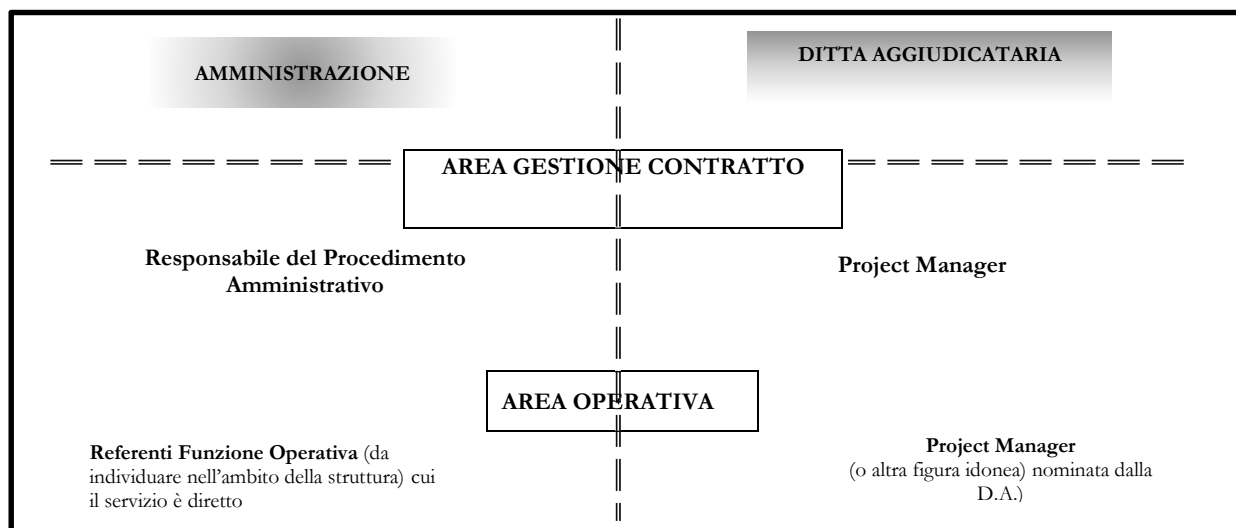 AMMINISTRAZIONE
DITTA AGGIUDICATARIA
AREA GESTIONE CONTRATTO
Responsabile del Procedimento
Amministrativo
Project Manager
AREA OPERATIVA
Referenti Funzione Operativa (da
individuare nell'ambito della struttura) cui
il servizio è diretto
Project Manager
(o altra figura idonea) nominata dalla
D.A.)